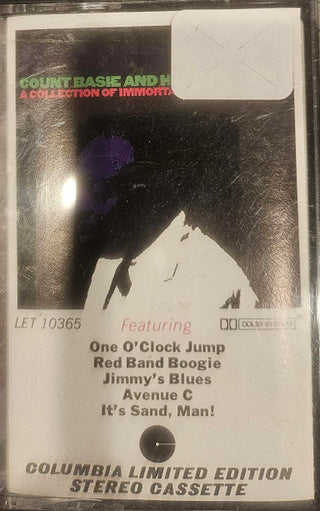 COUNT BASIE AND H
A COLLECTION OF IMMORTA
LET 10365
Featuring
DOLBY SYSTEM
One O'Clock Jump
Red Band Boogie
Jimmy's Blues
Avenue C
It's Sand, Man!
COLUMBIA LIMITED EDITION
STEREO CASSETTE